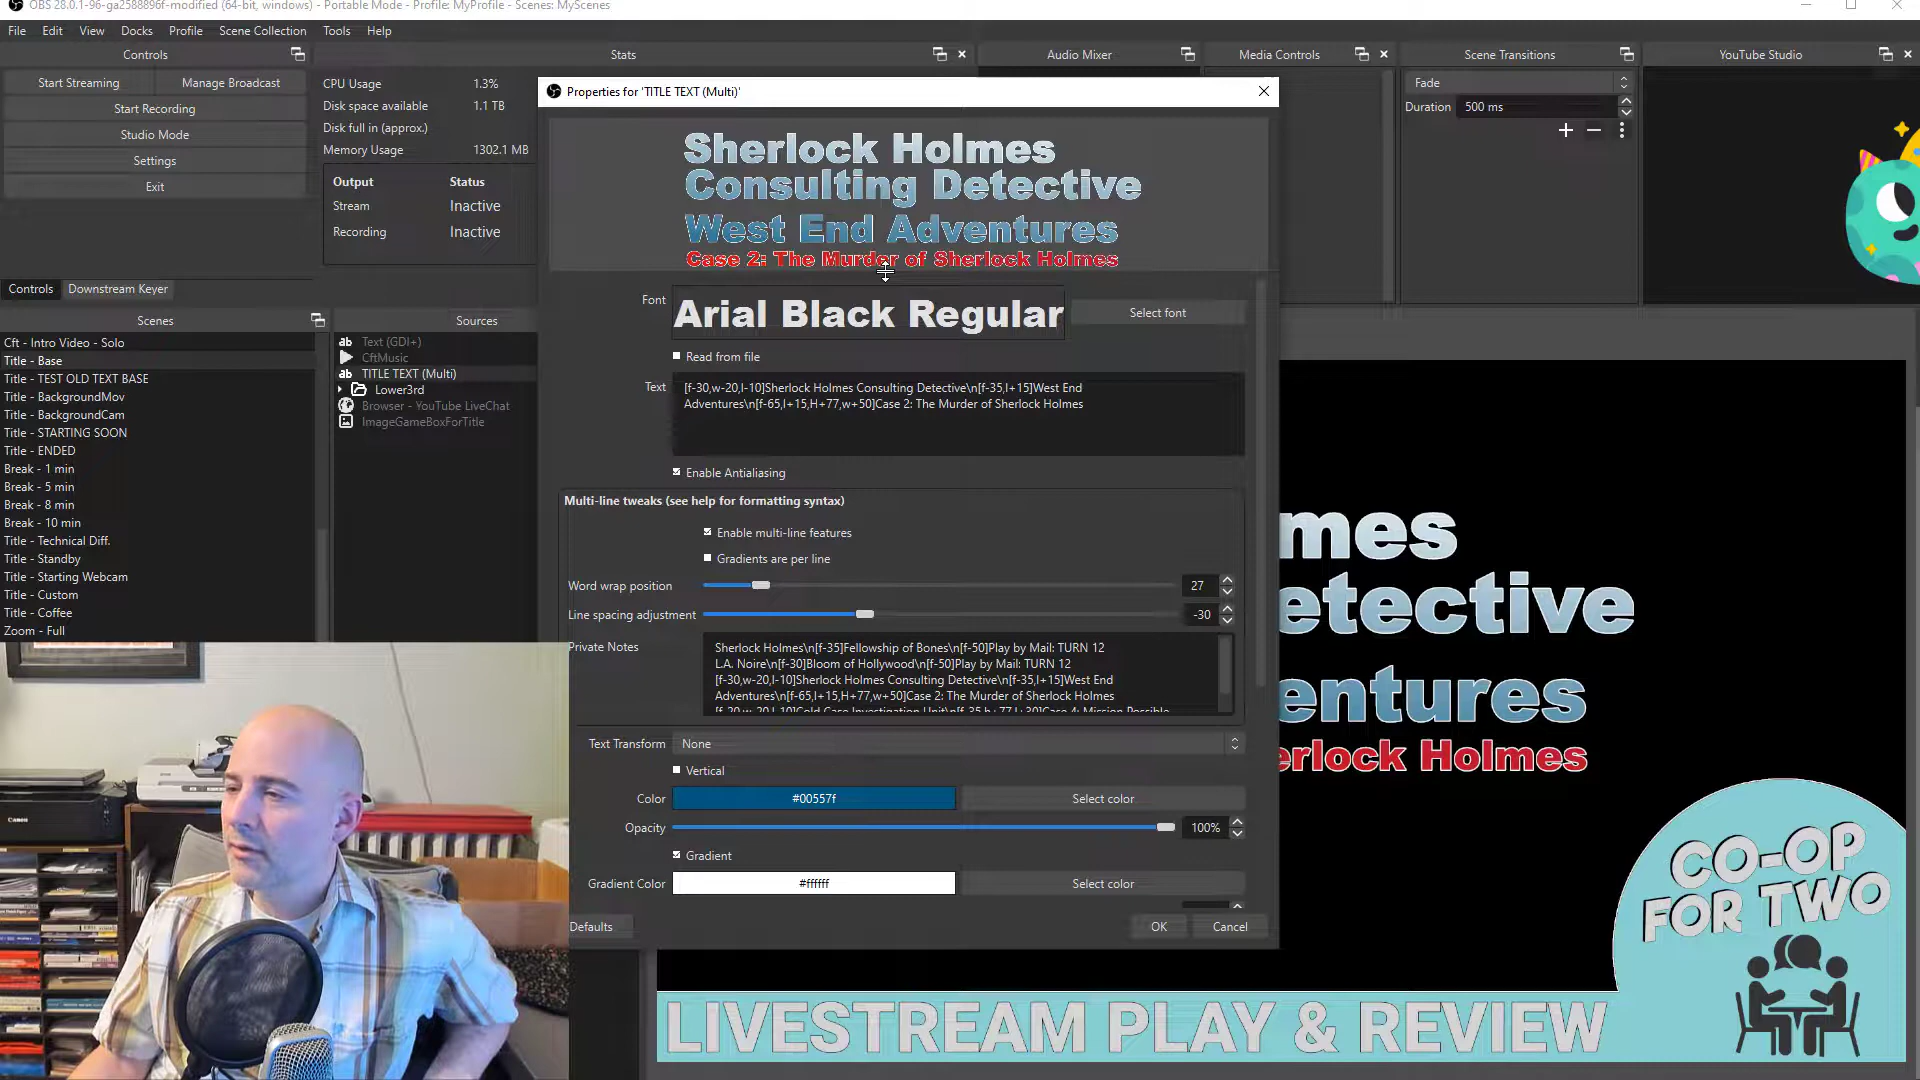 OBS 28.0.1-96-ga2588896f-modified (64-bit, windows) - Portable Mode - Profile: MyProfile - Scenes: MyScenes
File Edit View Docks Profile Scene Collection Tools Help
Controls
Start Streaming Manage Broadcast
Start Recording
Studio Mode
Settings
Exit
Controls Downstream Keyer
Stats
CPU Usage 1.3%
Disk space available 1.1 TB
Disk full in (approx.)
Memory Usage 1302.1 MB
Output Status
Stream Inactive
Recording Inactive
Audio Mixer
Media Controls
Scene Transitions
Fade
Duration 500 ms
YouTube Studio
Scenes
Cft - Intro Video - Solo
Title - Base
Title - TEST OLD TEXT BASE
Title - BackgroundMov
Title - BackgroundCam
Title - STARTING SOON
Title - ENDED
Break - 1 min
Break - 5 min
Break - 8 min
Break - 10 min
Title - Technical Diff.
Title - Standby
Title - Starting Webcam
Title - Custom
Title - Coffee
Zoom - Full
Sources
Text (GDI+)
CftMusic
TITLE TEXT (Multi)
Lower3rd
Browser - YouTube LiveChat
ImageGameBoxForTitle
Properties for 'TITLE TEXT (Multi)'
Sherlock Holmes
Consulting Detective
West End Adventures
Case 2: The Murder of Sherlock Holmes
Font Arial Black Regular Select font
Read from file
Text [f-30,w-20,l-10]Sherlock Holmes Consulting Detective\n[f-35,l+15]West End
Adventures\n[f-65,l+15,H+77,w+50]Case 2: The Murder of Sherlock Holmes
Enable Antialiasing
Multi-line tweaks (see help for formatting syntax)
Enable multi-line features
Gradients are per line
Word wrap position 27
Line spacing adjustment -30
Private Notes Sherlock Holmes\n[f-35]Fellowship of Bones\n[f-50]Play by Mail: TURN 12
L.A. Noire\n[f-30]Bloom of Hollywood\n[f-50]Play by Mail: TURN 12
[f-30,w-20,l-10]Sherlock Holmes Consulting Detective\n[f-35,l+15]West End
Adventures\n[f-65,l+15,H+77,w+50]Case 2: The Murder of Sherlock Holmes
Text Transform None
Vertical
Color #00557f Select color
Opacity 100%
Gradient
Gradient Color #ffffff Select color
Defaults OK Cancel
mes
etective
entures
erlock Holmes
CO-OP
FOR TWO
LIVESTREAM PLAY & REVIEW
Canon